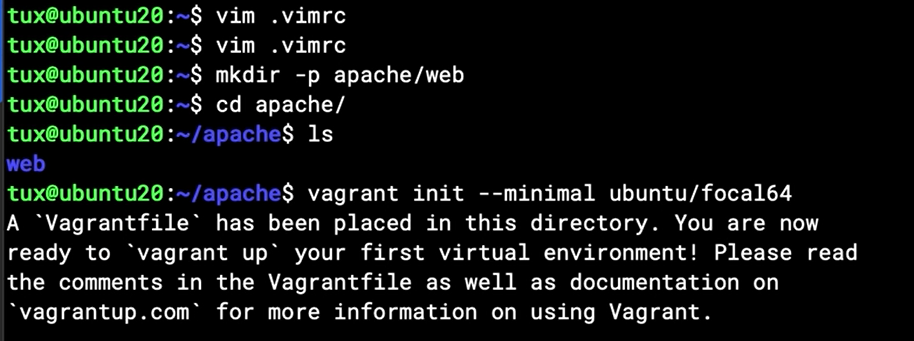 tux@ubuntu20:~$ vim .vimrc
tux@ubuntu20:~$ vim .vimrc
tux@ubuntu20:~$ mkdir -p apache/web
tux@ubuntu20:~$ cd apache/
tux@ubuntu20:~/apache$ ls
web
tux@ubuntu20:~/apache$ vagrant init --minimal ubuntu/focal64
A `Vagrantfile` has been placed in this directory. You are now
ready to `vagrant up` your first virtual environment! Please read
the comments in the Vagrantfile as well as documentation on
`vagrantup.com` for more information on using Vagrant.